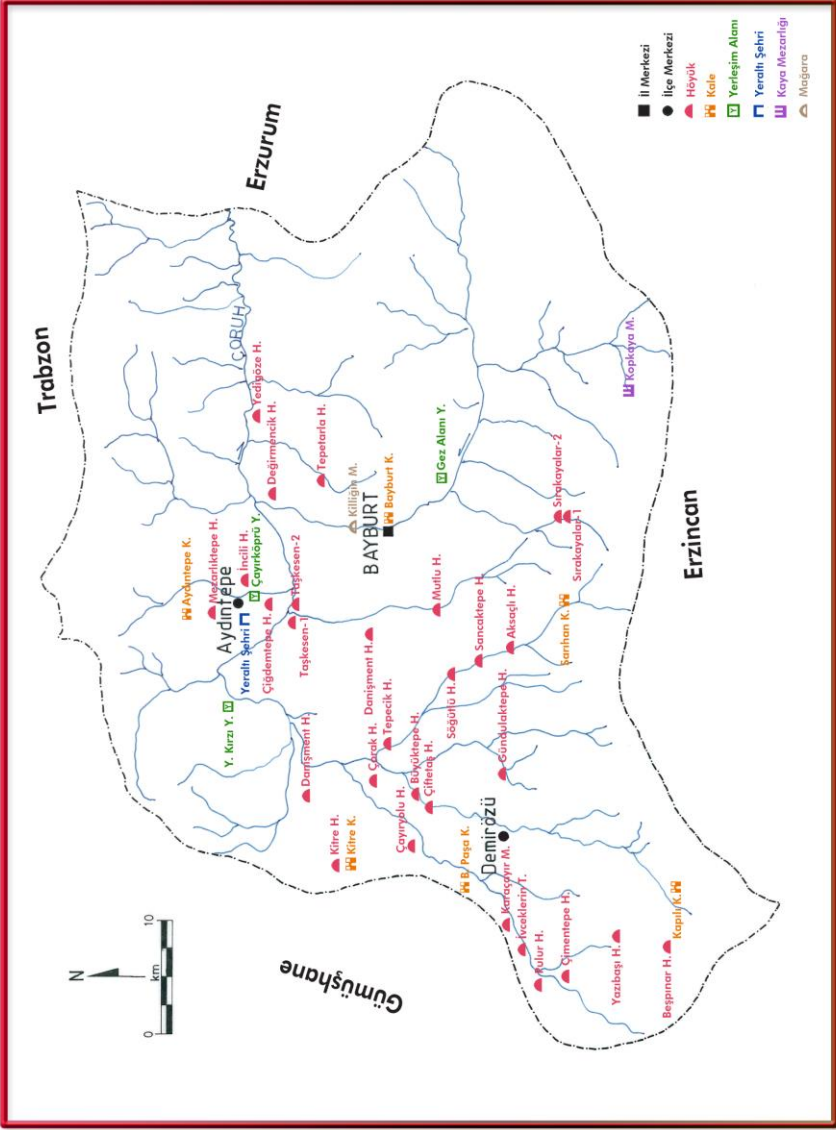 Trabzon
Erzurum
Gümüşhane
Erzincan
N
0
km
10
ÇORUH
Aydıntepe K.
Mezarlıktepe H.
Aydıntepe
İncili H.
Çayırköprü Y.
Yeraltı Şehri
Çiğdemtepe H.
Taşkesen-2
Taşkesen-1
Y. Kırzı Y.
Danişment H.
Yedigöze H.
Değirmencik H.
Tepetarla H.
Killiğin M.
BAYBURT
Bayburt K.
Gez Alanı Y.
Kitre H.
Kitre K.
Danişment H.
Çorak H.
Tepecik H.
Çayıryolu H.
Büyüktepe H.
Çiftetaş H.
Mutlu H.
Söğütlü H.
Sancaktepe H.
Aksaçlı H.
Gündulaktepe H.
Sırakayalar-2
Sırakayalar-1
Sarıhan K.
Kopkaya M.
B. Paşa K.
Demirözü
Karaçayır M.
İvceklerin T.
Pulur H.
Çimentepe H.
Yazıbaşı H.
Beşpınar H.
Kapılı K.
İl Merkezi
İlçe Merkezi
Höyük
Kale
Y Yerleşim Alanı
Yeraltı Şehri
Kaya Mezarlığı
Mağara